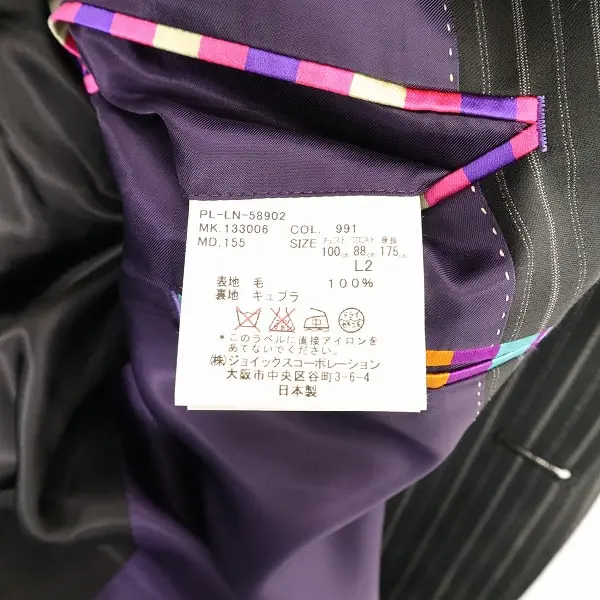 PL-LN-58902
MK.133006 COL. 991
MD.155 SIZE チェスト ウエスト 身長
100cm 88cm 175cm
L2
表地 毛 100%
裏地 キュプラ
*このラベルに直接アイロンを
あてないでください。
(株)ジョイックスコーポレーション
大阪市中央区谷町3-6-4
日本製